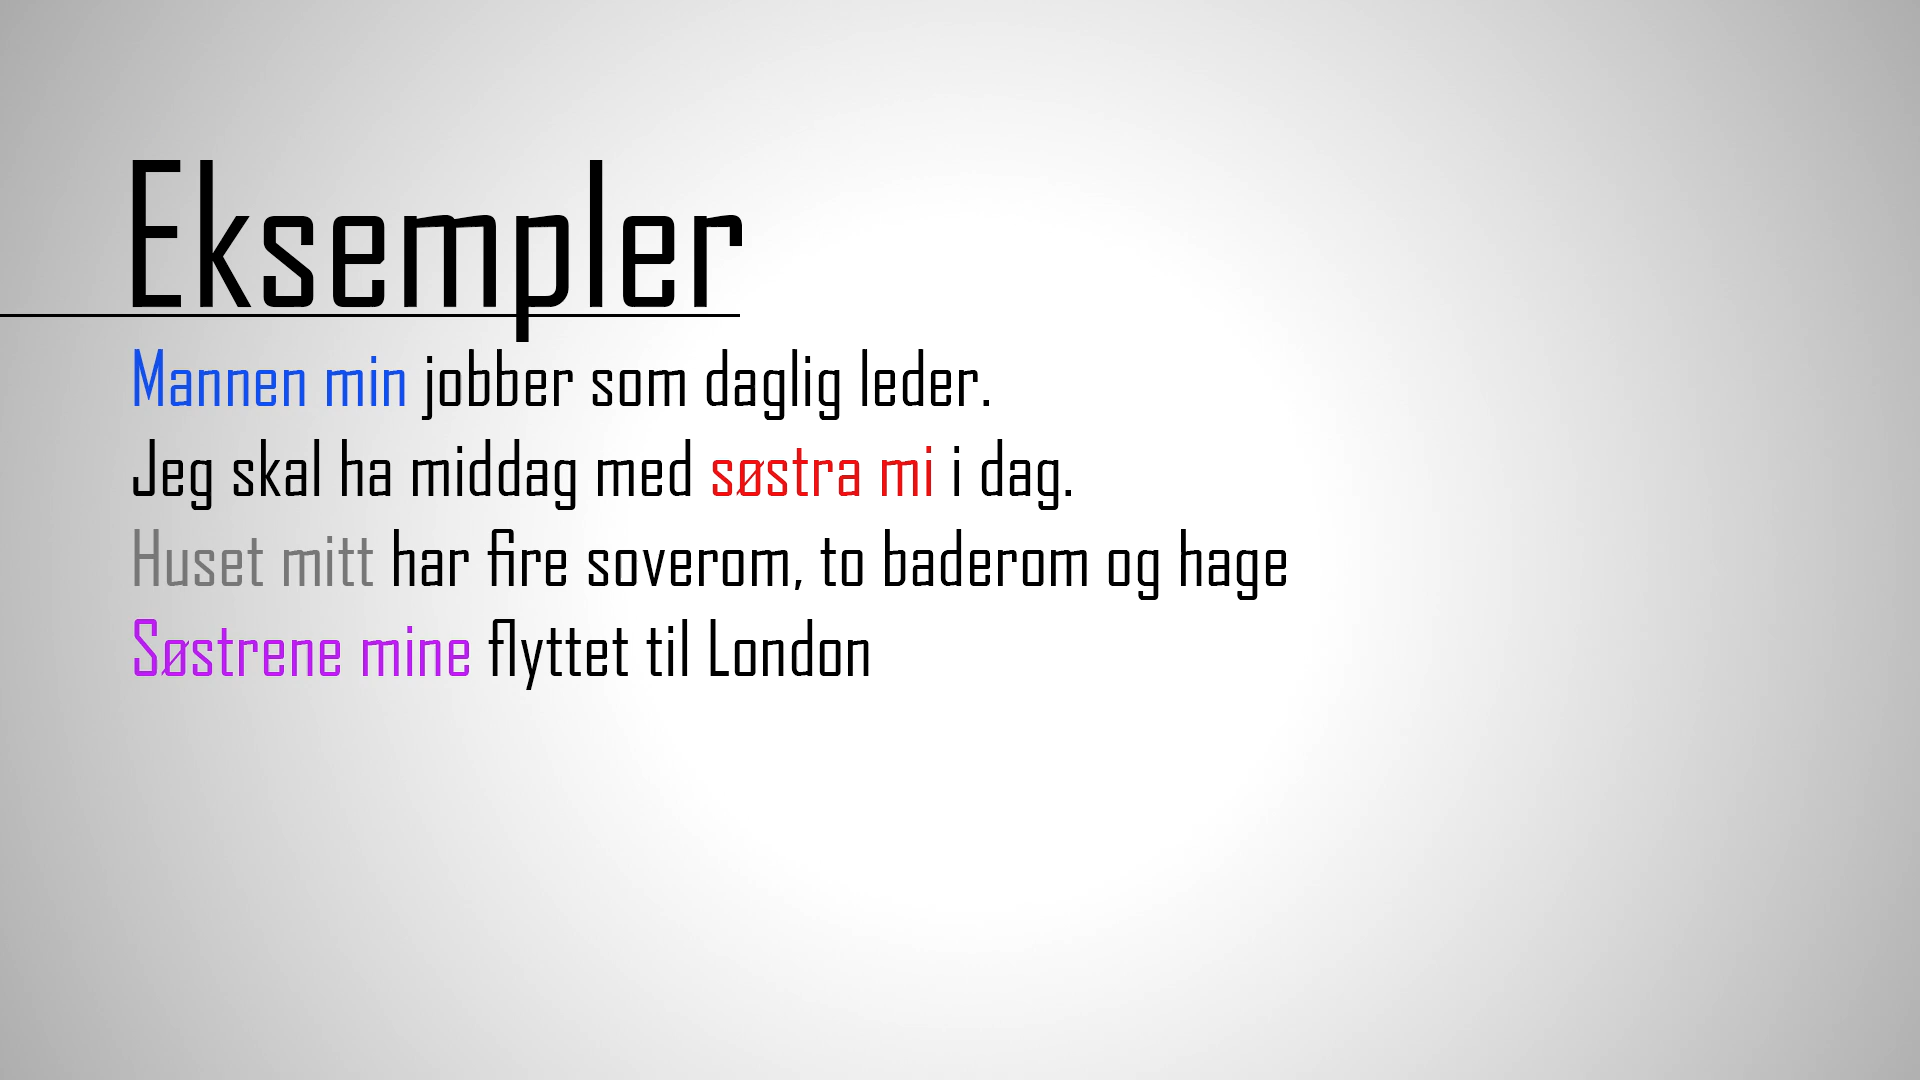 Eksempler
Mannen min jobber som daglig leder.
Jeg skal ha middag med søstra mi i dag.
Huset mitt har fire soverom, to baderom og hage
Søstrene mine flyttet til London